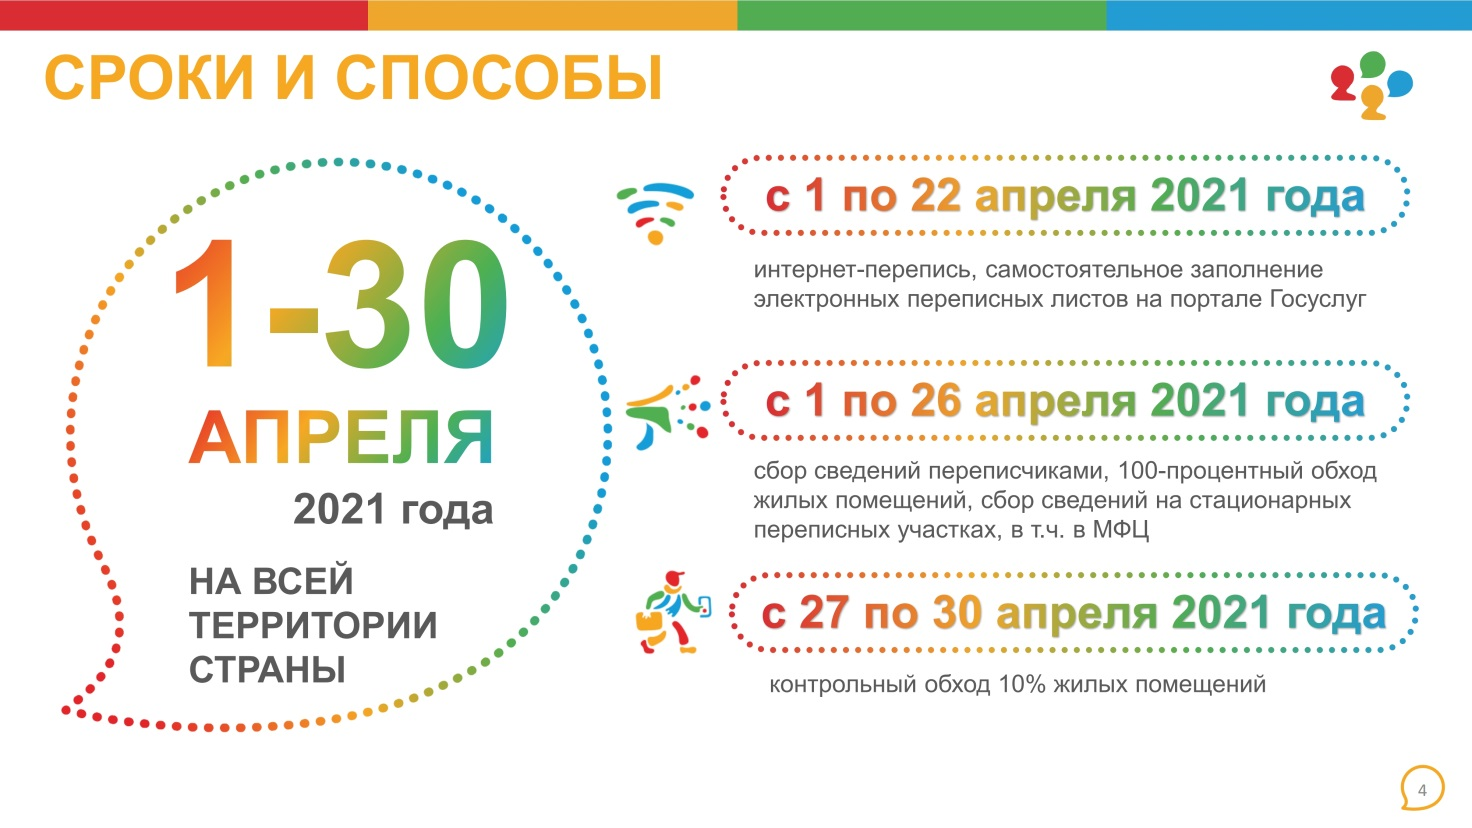 СРОКИ И СПОСОБЫ
1-30
АПРЕЛЯ
2021 года
НА ВСЕЙ
ТЕРРИТОРИИ
СТРАНЫ
с 1 по 22 апреля 2021 года
интернет-перепись, самостоятельное заполнение
электронных переписных листов на портале Госуслуг
с 1 по 26 апреля 2021 года
сбор сведений переписчиками, 100-процентный обход
жилых помещений, сбор сведений на стационарных
переписных участках, в т.ч. в МФЦ
с 27 по 30 апреля 2021 года
контрольный обход 10% жилых помещений
4